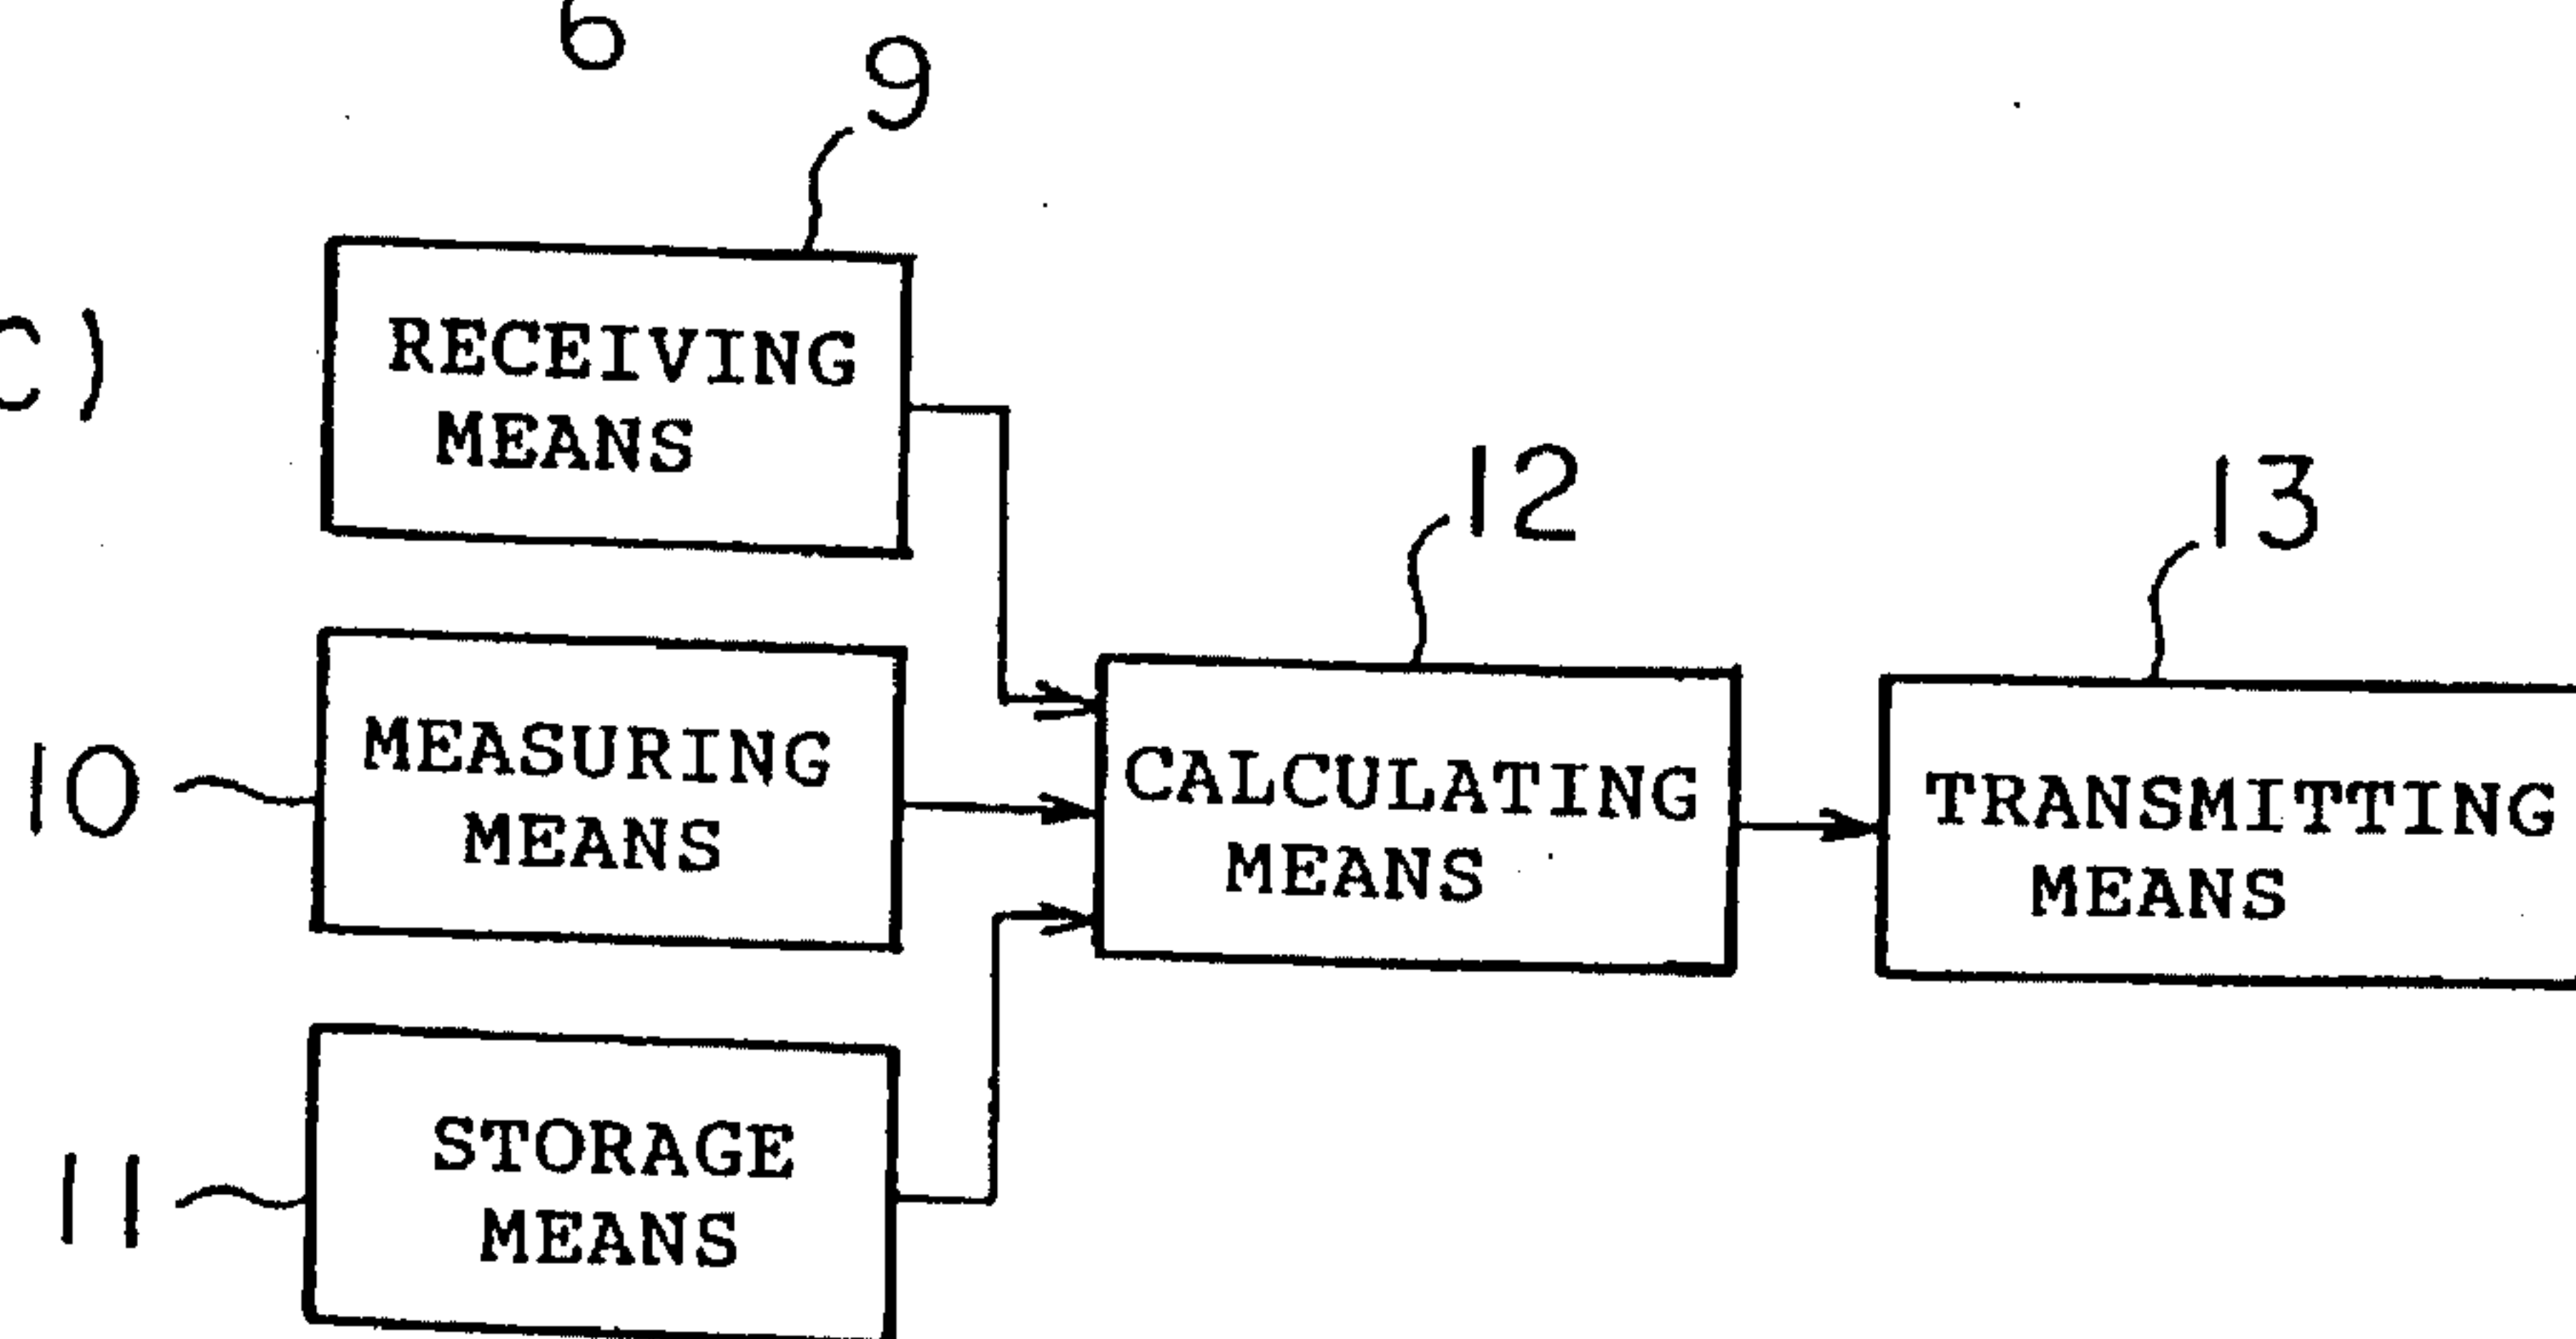 6
9
C)
RECEIVING
MEANS
12
13
10
MEASURING
MEANS
CALCULATING
MEANS
TRANSMITTING
MEANS
11
STORAGE
MEANS